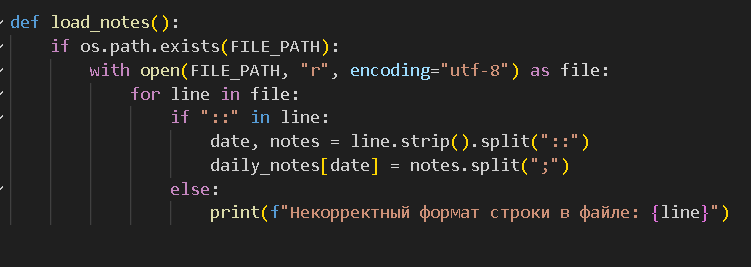 def load_notes():
    if os.path.exists(FILE_PATH):
        with open(FILE_PATH, "r", encoding="utf-8") as file:
            for line in file:
                if "::" in line:
                    date, notes = line.strip().split("::")
                    daily_notes[date] = notes.split(";")
                else:
                    print(f"Некорректный формат строки в файле: {line}")